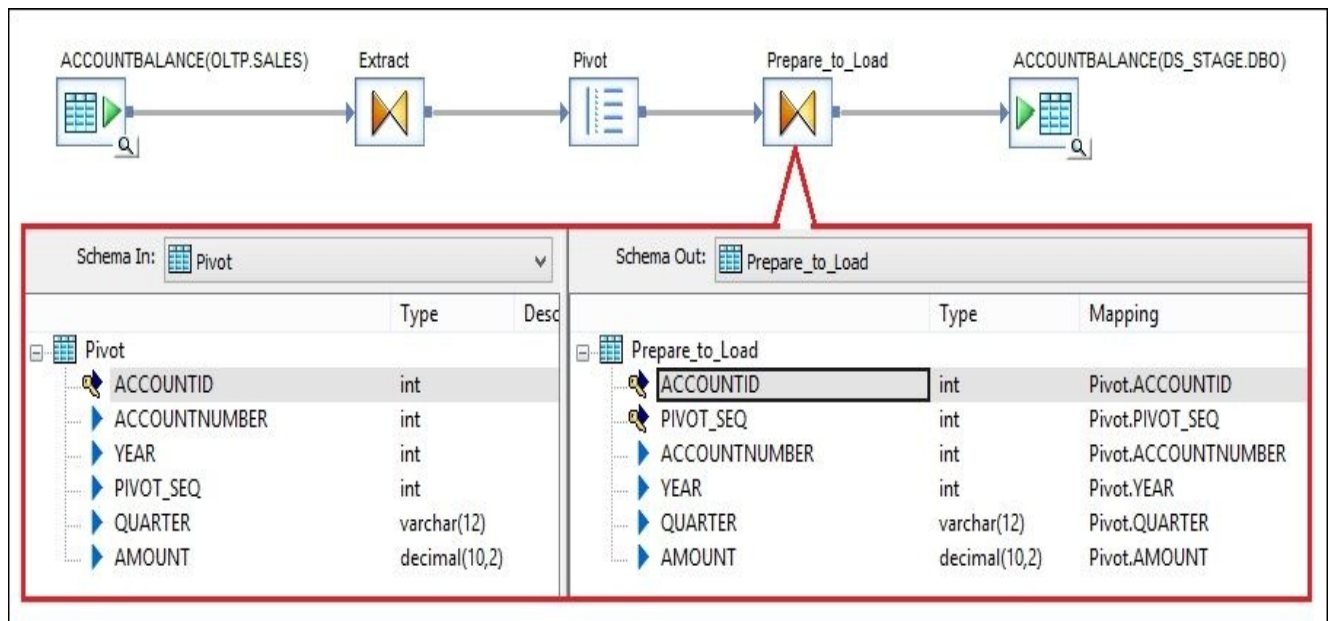 ACCOUNTBALANCE(OLTP.SALES) Extract Pivot Prepare_to_Load ACCOUNTBALANCE(DS_STAGE.DBO)
Schema In: Pivot
Type Desc
Pivot
ACCOUNTID int
ACCOUNTNUMBER int
YEAR int
PIVOT_SEQ int
QUARTER varchar(12)
AMOUNT decimal(10,2)
Schema Out: Prepare_to_Load
Type Mapping
Prepare_to_Load
ACCOUNTID int Pivot.ACCOUNTID
PIVOT_SEQ int Pivot.PIVOT_SEQ
ACCOUNTNUMBER int Pivot.ACCOUNTNUMBER
YEAR int Pivot.YEAR
QUARTER varchar(12) Pivot.QUARTER
AMOUNT decimal(10,2) Pivot.AMOUNT